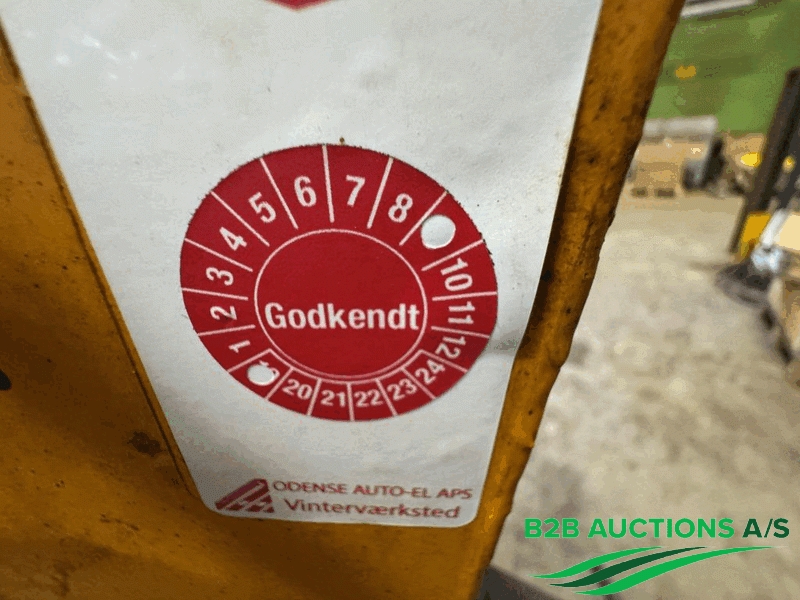 1 2 3 4 5 6 7 8 10 11 12
20 21 22 23 24
Godkendt
ODENSE AUTO-EL APS
Vinterværksted
B2B AUCTIONS A/S